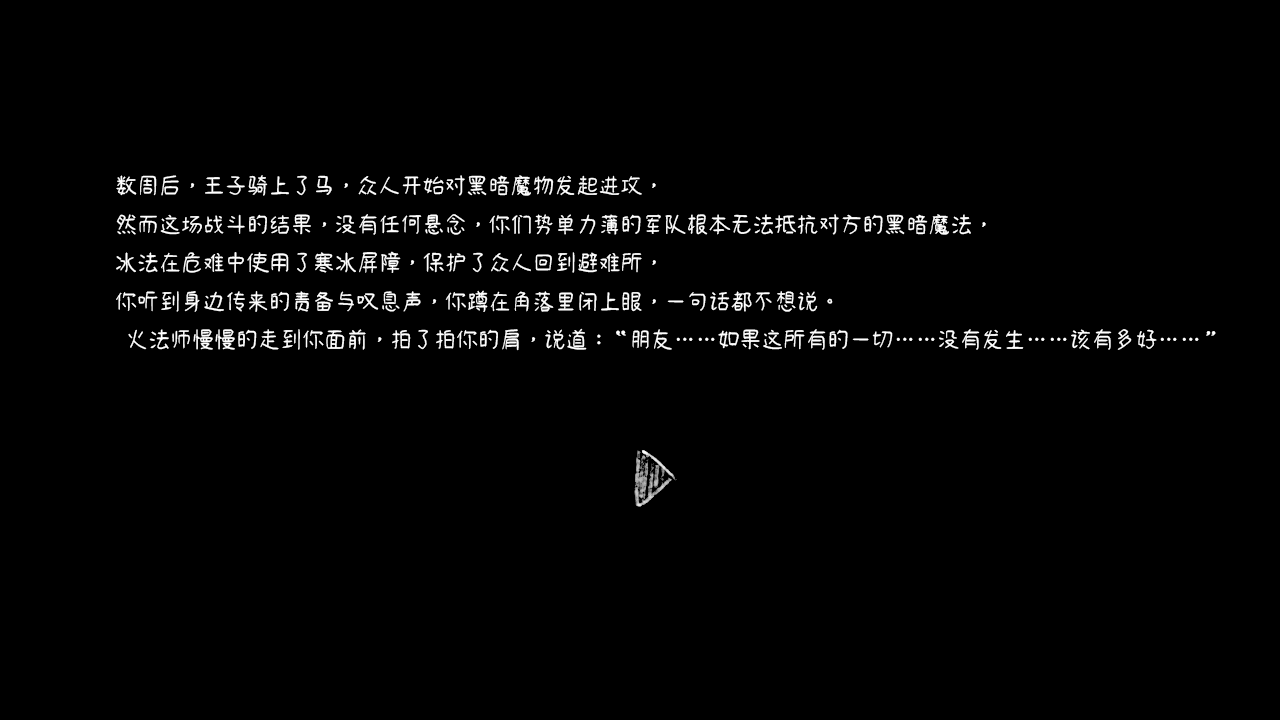 数周后，王子骑上了马，众人开始对黑暗魔物发起进攻，
然而这场战斗的结果，没有任何悬念，你们势单力薄的军队根本无法抵抗对方的黑暗魔法，
冰法在危难中使用了寒冰屏障，保护了众人回到避难所，
你听到身边传来的责备与叹息声，你蹲在角落里闭上眼，一句话都不想说。
火法师慢慢的走到你面前，拍了拍你的肩，说道：“朋友……如果这所有的一切……没有发生……该有多好……”